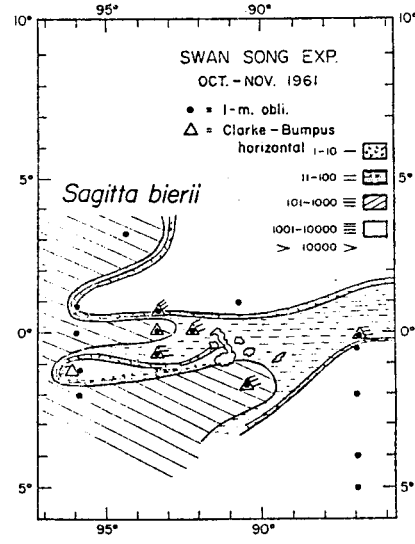 95° 90°
10° 10°
SWAN SONG EXP.
OCT. - NOV. 1961
• = 1-m. obli.
△ = Clarke-Bumpus
horizontal
1-10
11-100
101-1000
1001-10000
> 10000 >
5° 5°
Sagitta bierii
0° 0°
5° 5°
95° 90°